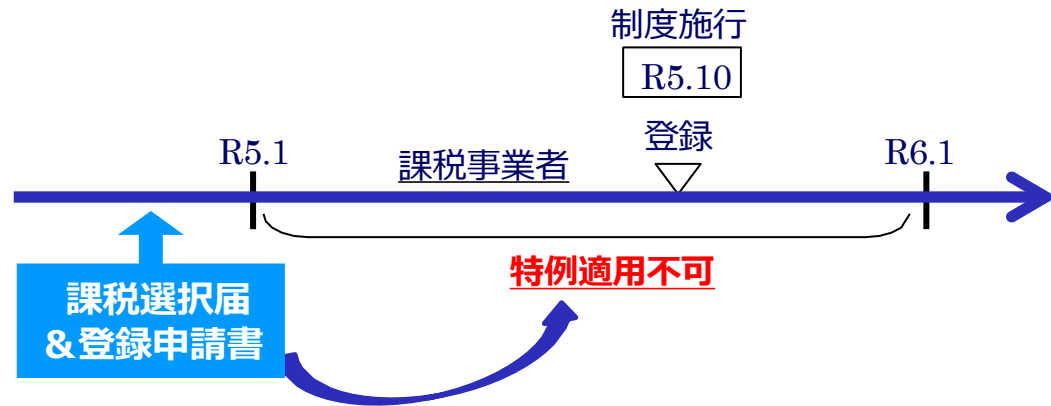 制度施行
R5.10
登録
R5.1
課税事業者
R6.1
特例適用不可
課税選択届
&登録申請書